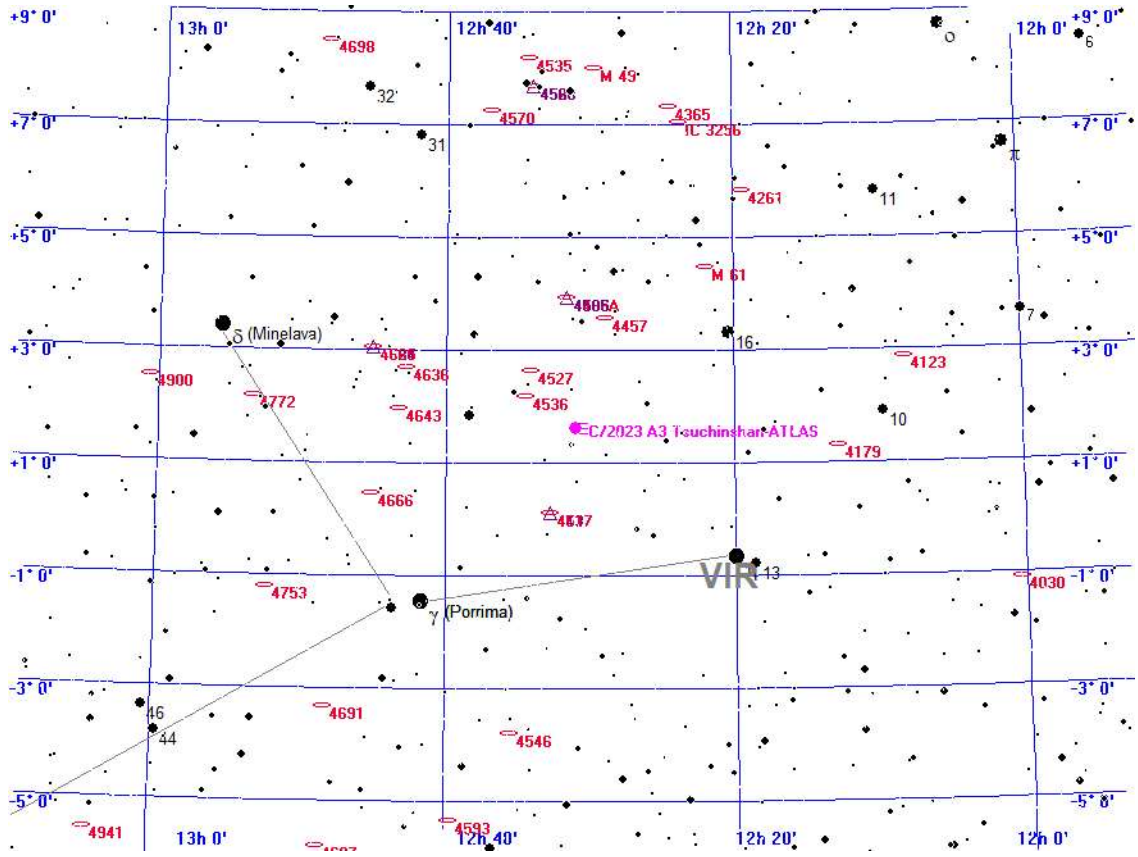 +9° 0'
13h 0'
12h 40'
12h 20'
12h 0'
+9° 0'
4698
ο
6
4535
M 49
32
4570
4365
IC 3256
+7° 0'
+7° 0'
31
π
4261
11
+5° 0'
+5° 0'
M 61
4457
7
δ (Minelava)
16
+3° 0'
+3° 0'
4123
4636
4900
4527
4772
4536
4643
10
C/2023 A3 Tsuchinshan-ATLAS
4179
+1° 0'
+1° 0'
4666
-1° 0'
VIR
13
-1° 0'
4753
4030
γ (Porrima)
-3° 0'
-3° 0'
46
4691
44
4546
-5° 0'
4941
4593
13h 0'
12h 40'
12h 20'
12h 0'